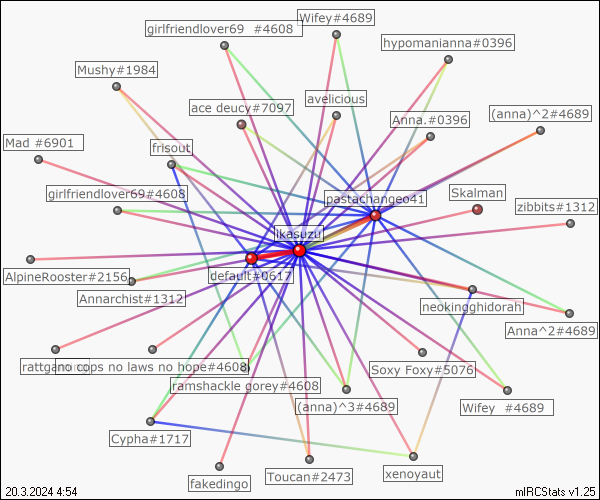 Wifey#4689
girlfriendlover69 #4608
hypomanianna#0396
Mushy#1984
avelicious
ace deucy#7097
(anna)^2#4689
Anna.#0396
Mad #6901
frisout
girlfriendlover69#4608
pastachangeo41
Skalman
zibbits#1312
ikasuzu
AlpineRooster#2156
default#0617
Annarchist#1312
neokingghidorah
Anna^2#4689
no cops no laws no hope#4608
Soxy Foxy#5076
ramshackle gorey#4608
(anna)^3#4689
Wifey #4689
Cypha#1717
Toucan#2473
xenoyaut
fakedingo
20.3.2024 4:54
mIRCStats v1.25